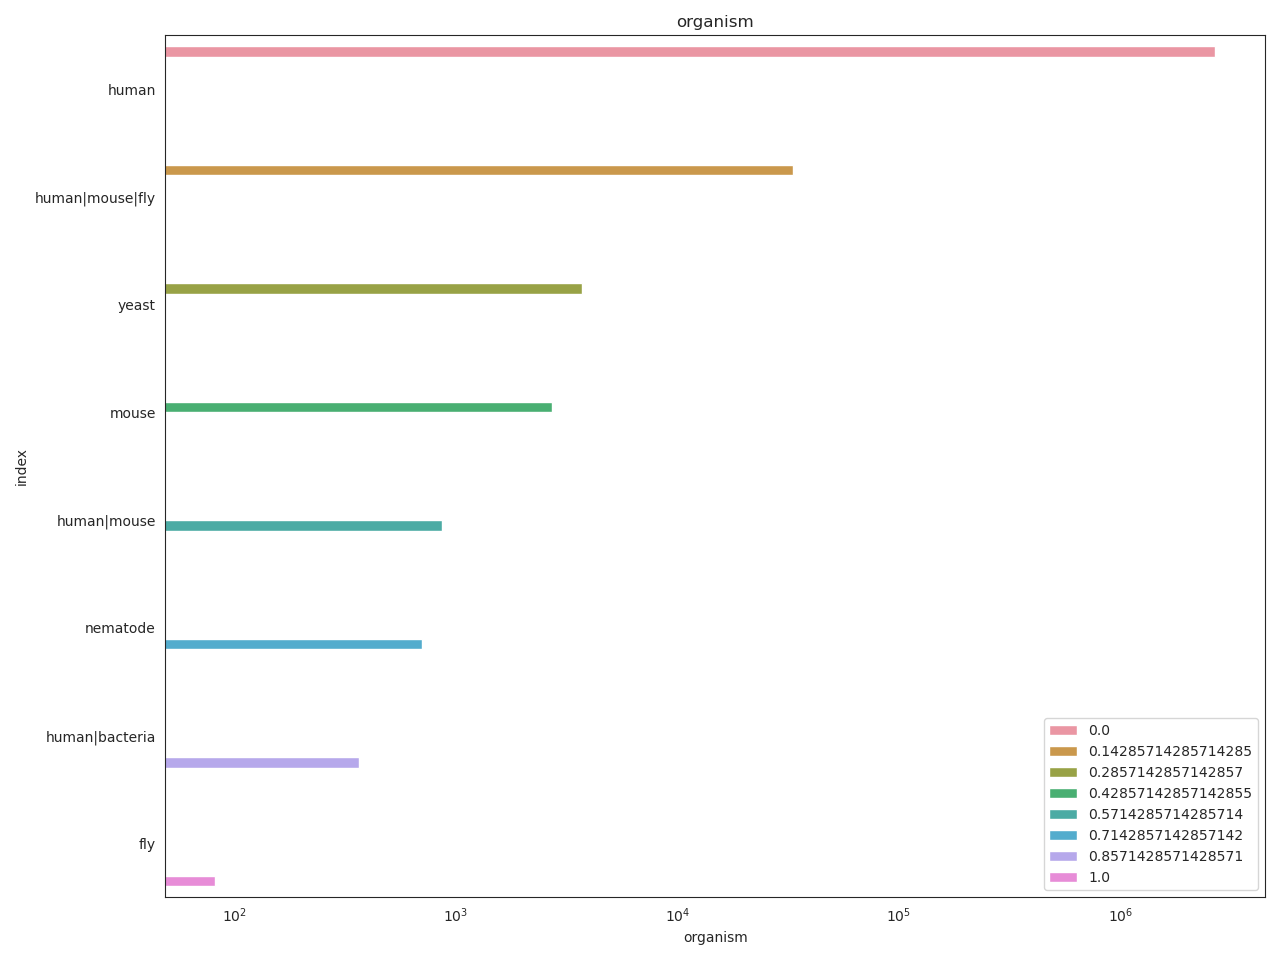 organism
human
human|mouse|fly
yeast
mouse
human|mouse
nematode
human|bacteria
fly
index
0.0
0.14285714285714285
0.2857142857142857
0.42857142857142855
0.5714285714285714
0.7142857142857142
0.8571428571428571
1.0
10² 10³ 10⁴ 10⁵ 10⁶
organism